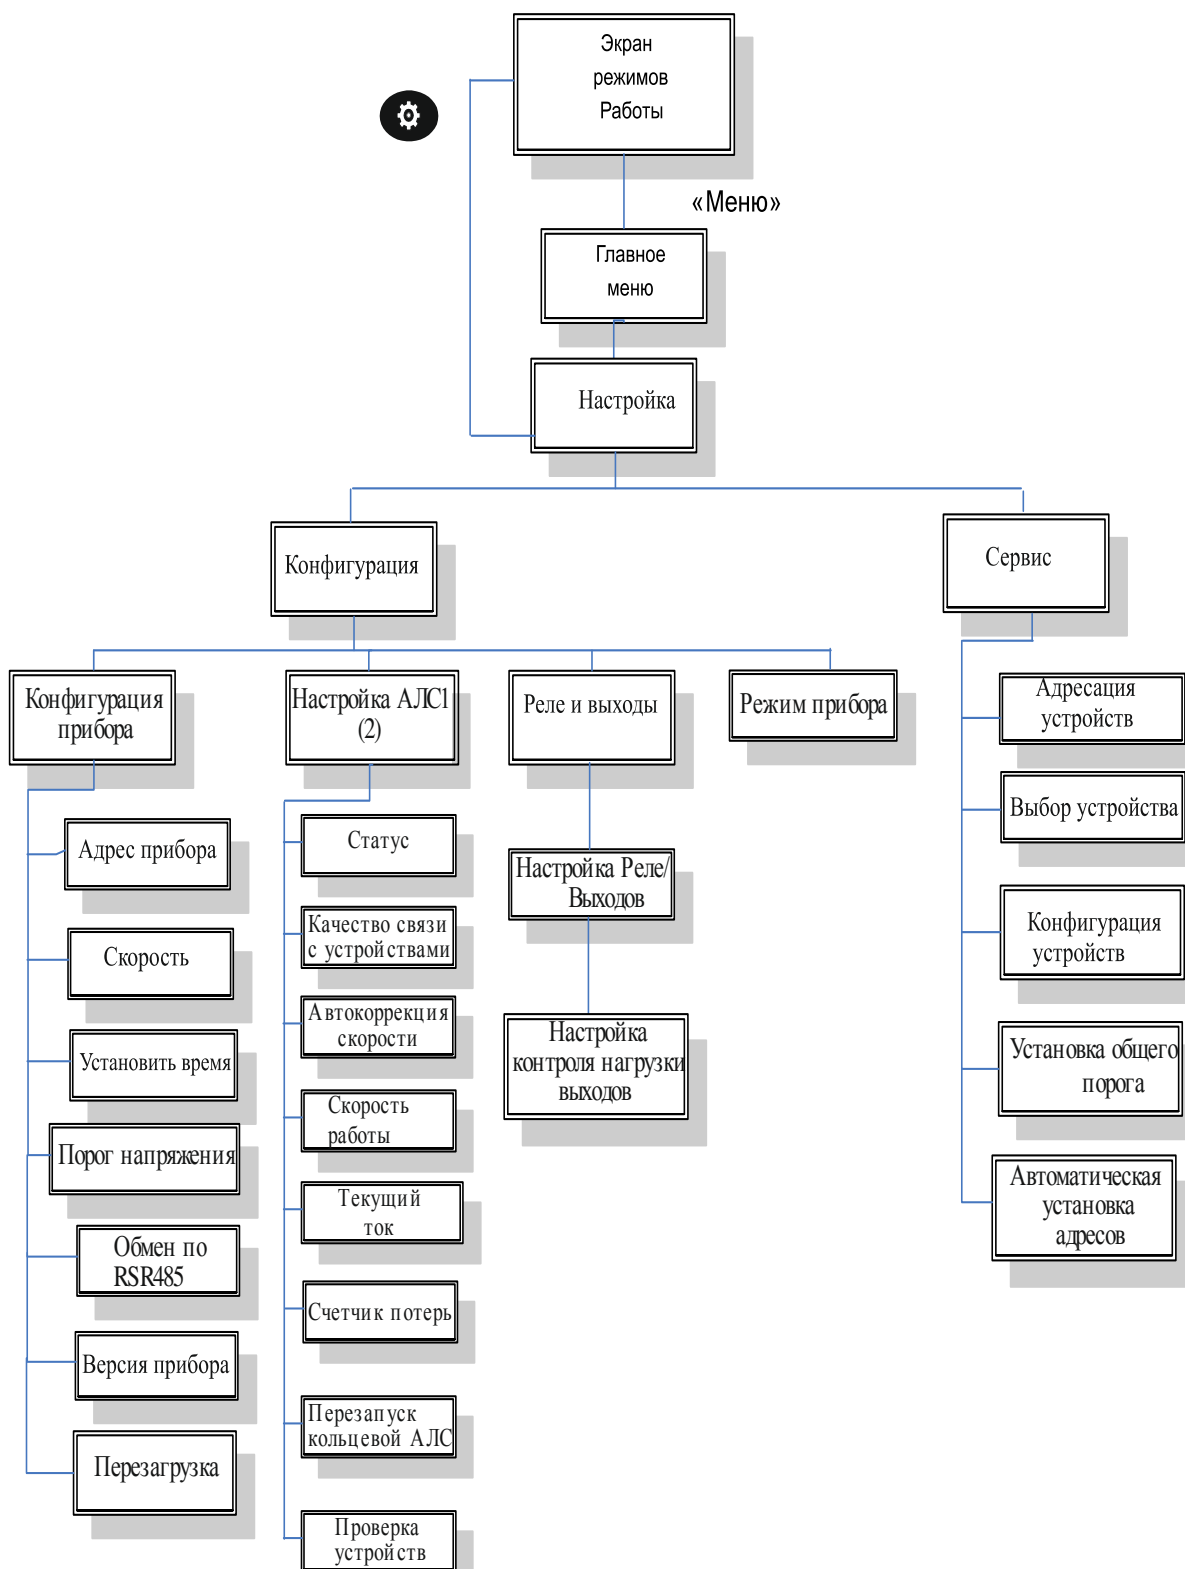 Экран
режимов
Работы
«Меню»
Главное
меню
Настройка
Конфигурация
Сервис
Конфигурация
прибора
Адрес прибора
Скорость
Установить время
Порог напряжения
Обмен по
RSR485
Версия прибора
Перезагрузка
Настройка АЛС1
(2)
Статус
Качество связи
с устройствами
Автокоррекция
скорости
Скорость
работы
Текущий
ток
Счетчик потерь
Перезапуск
кольцевой АЛС
Проверка
устройств
Реле и выходы
Настройка Реле/
Выходов
Настройка
контроля нагрузки
выходов
Режим прибора
Адресация
устройств
Выбор устройства
Конфигурация
устройств
Установка общего
порога
Автоматическая
установка
адресов